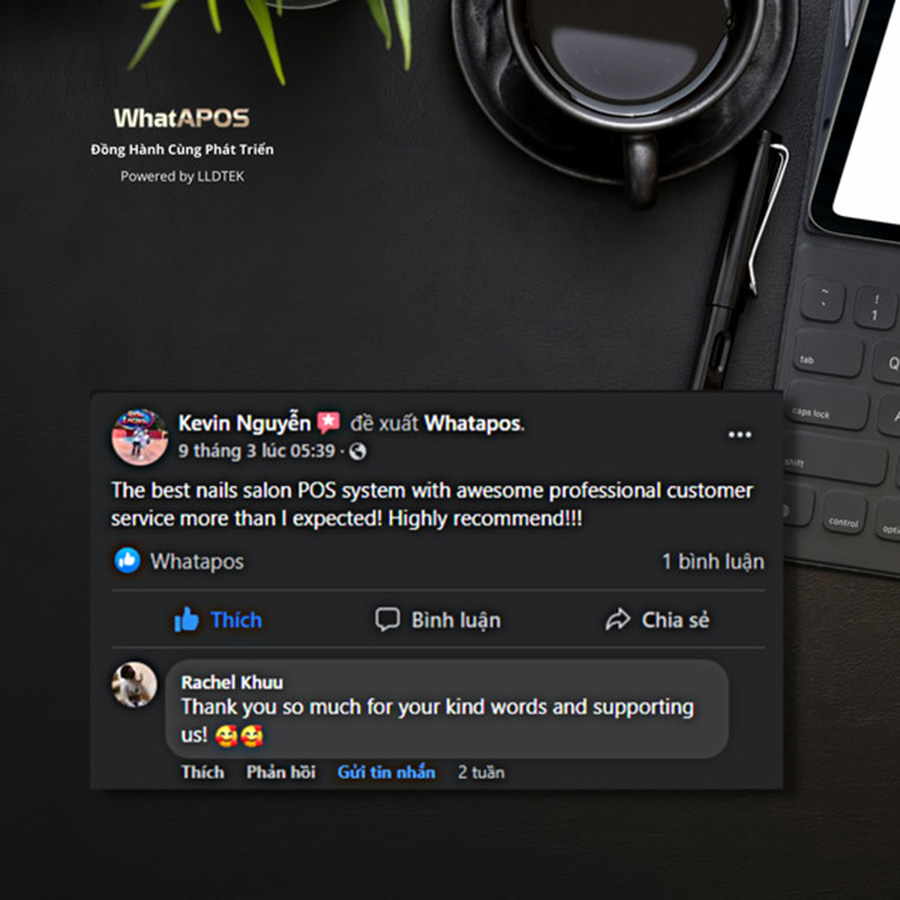 WhatAPOS
Đồng Hành Cùng Phát Triển
Powered by LLDTEK
~
`
!
1
tab
Q
caps lock
A
shift
control
opti
Kevin Nguyễn đề xuất Whatapos.
9 tháng 3 lúc 05:39 ·
The best nails salon POS system with awesome professional customer
service more than I expected! Highly recommend!!!
Whatapos
1 bình luận
Thích Bình luận Chia sẻ
Rachel Khuu
Thank you so much for your kind words and supporting
us! 🥰🥰
Thích Phản hồi Gửi tin nhắn 2 tuần